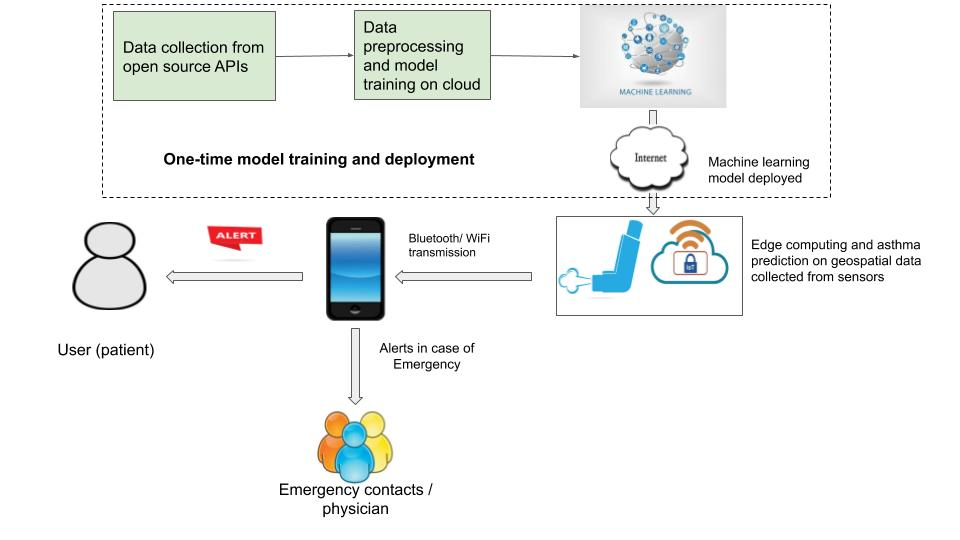 Data collection from
open source APIs
Data
preprocessing
and model
training on cloud
MACHINE LEARNING
One-time model training and deployment
Internet
Machine learning
model deployed
ALERT
Bluetooth/ WiFi
transmission
IoT
Edge computing and asthma
prediction on geospatial data
collected from sensors
User (patient)
Alerts in case of
Emergency
Emergency contacts /
physician